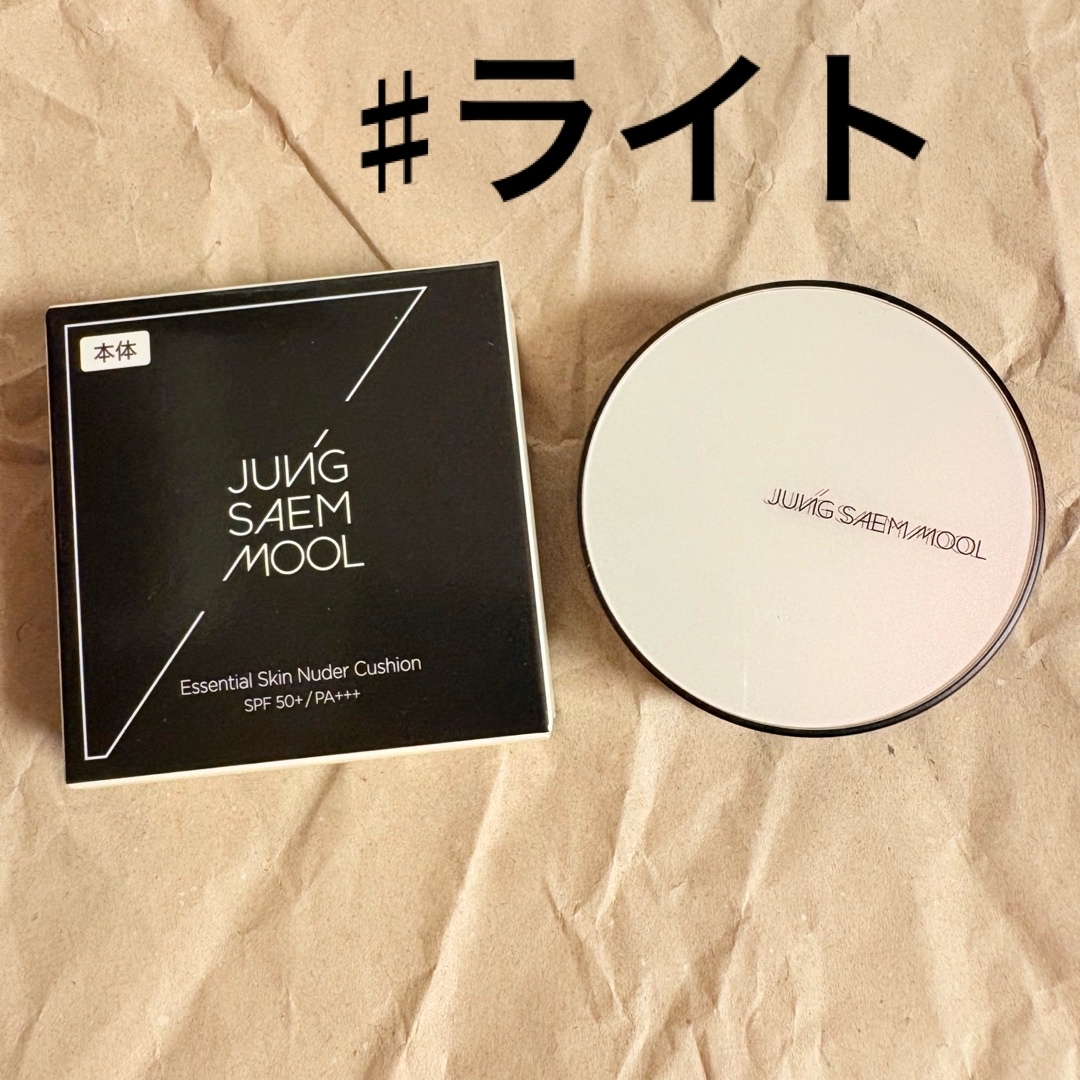 #ライト
本体
JUNG
SAEM
MOOL
Essential Skin Nuder Cushion
SPF 50+/PA+++
JUNG SAEM MOOL